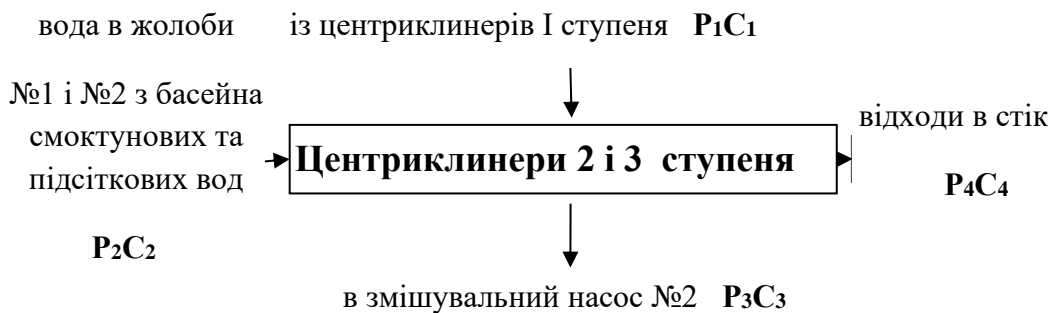 вода в жолоби
№1 і №2 з басейна
смоктунових та
підсіткових вод
P₂C₂
із центриклинерів I ступеня P₁C₁
Центриклинери 2 і 3 ступеня
відходи в стік
P₄C₄
в змішувальний насос №2 P₃C₃